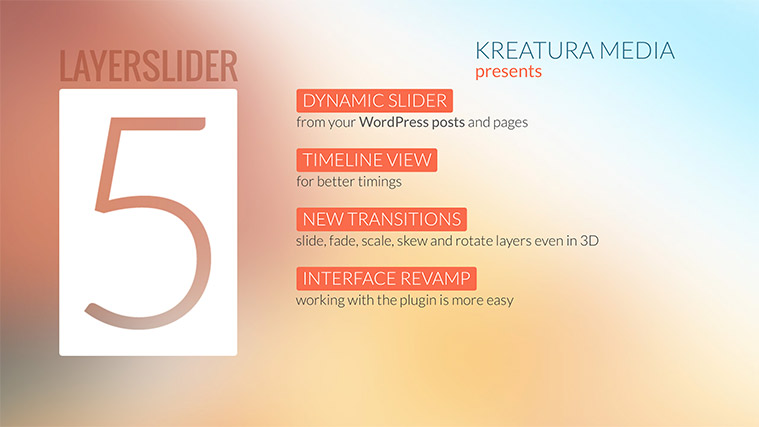 LAYERSLIDER
5
KREATURA MEDIA
presents
DYNAMIC SLIDER
from your WordPress posts and pages
TIMELINE VIEW
for better timings
NEW TRANSITIONS
slide, fade, scale, skew and rotate layers even in 3D
INTERFACE REVAMP
working with the plugin is more easy